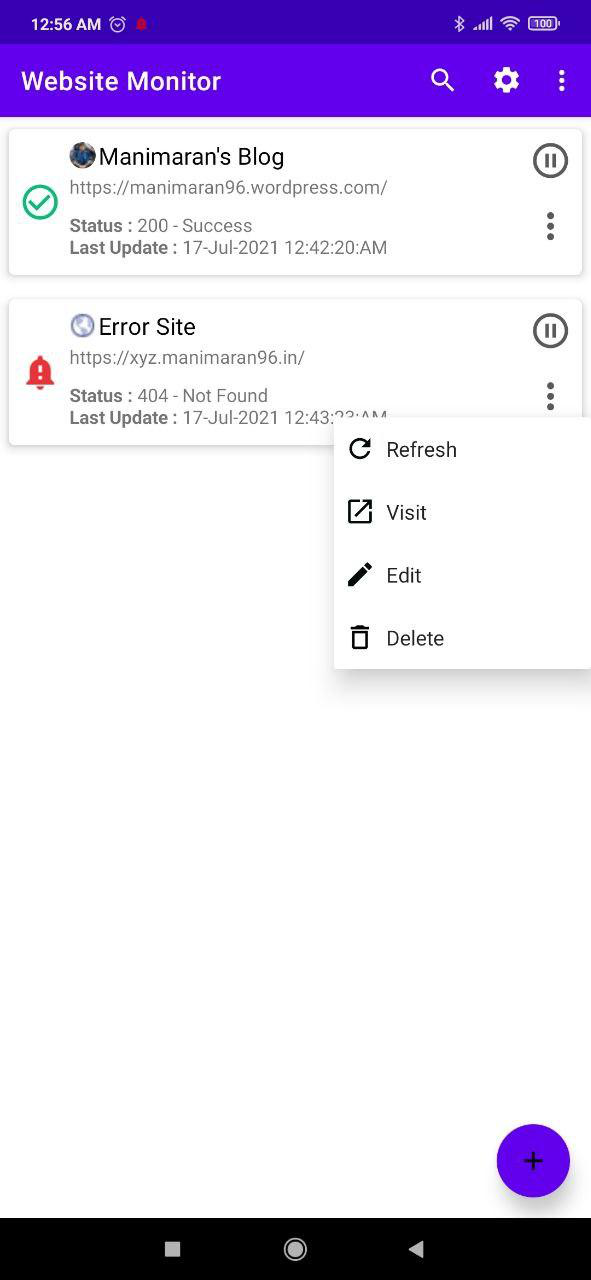 12:56 AM 100
Website Monitor
Manimaran's Blog
https://manimaran96.wordpress.com/
Status : 200 - Success
Last Update : 17-Jul-2021 12:42:20:AM
Error Site
https://xyz.manimaran96.in/
Status : 404 - Not Found
Last Update : 17-Jul-2021 12:43:23:AM
Refresh
Visit
Edit
Delete